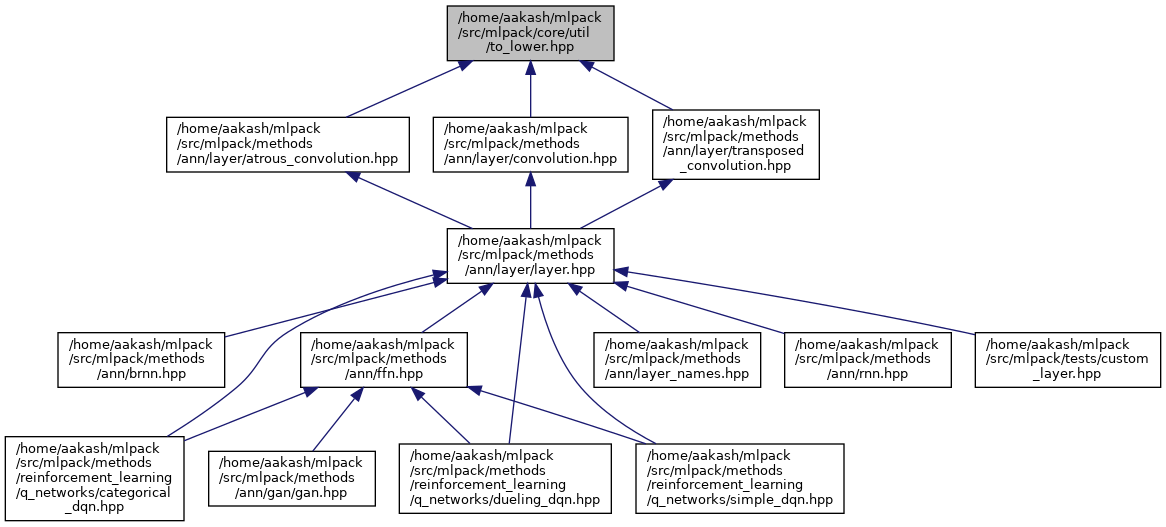 /home/aakash/mlpack
/src/mlpack/core/util
/to_lower.hpp
/home/aakash/mlpack
/src/mlpack/methods
/ann/layer/atrous_convolution.hpp
/home/aakash/mlpack
/src/mlpack/methods
/ann/layer/convolution.hpp
/home/aakash/mlpack
/src/mlpack/methods
/ann/layer/transposed
_convolution.hpp
/home/aakash/mlpack
/src/mlpack/methods
/ann/layer/layer.hpp
/home/aakash/mlpack
/src/mlpack/methods
/ann/brnn.hpp
/home/aakash/mlpack
/src/mlpack/methods
/ann/ffn.hpp
/home/aakash/mlpack
/src/mlpack/methods
/ann/layer_names.hpp
/home/aakash/mlpack
/src/mlpack/methods
/ann/rnn.hpp
/home/aakash/mlpack
/src/mlpack/tests/custom
_layer.hpp
/home/aakash/mlpack
/src/mlpack/methods
/reinforcement_learning
/q_networks/categorical
_dqn.hpp
/home/aakash/mlpack
/src/mlpack/methods
/ann/gan/gan.hpp
/home/aakash/mlpack
/src/mlpack/methods
/reinforcement_learning
/q_networks/dueling_dqn.hpp
/home/aakash/mlpack
/src/mlpack/methods
/reinforcement_learning
/q_networks/simple_dqn.hpp